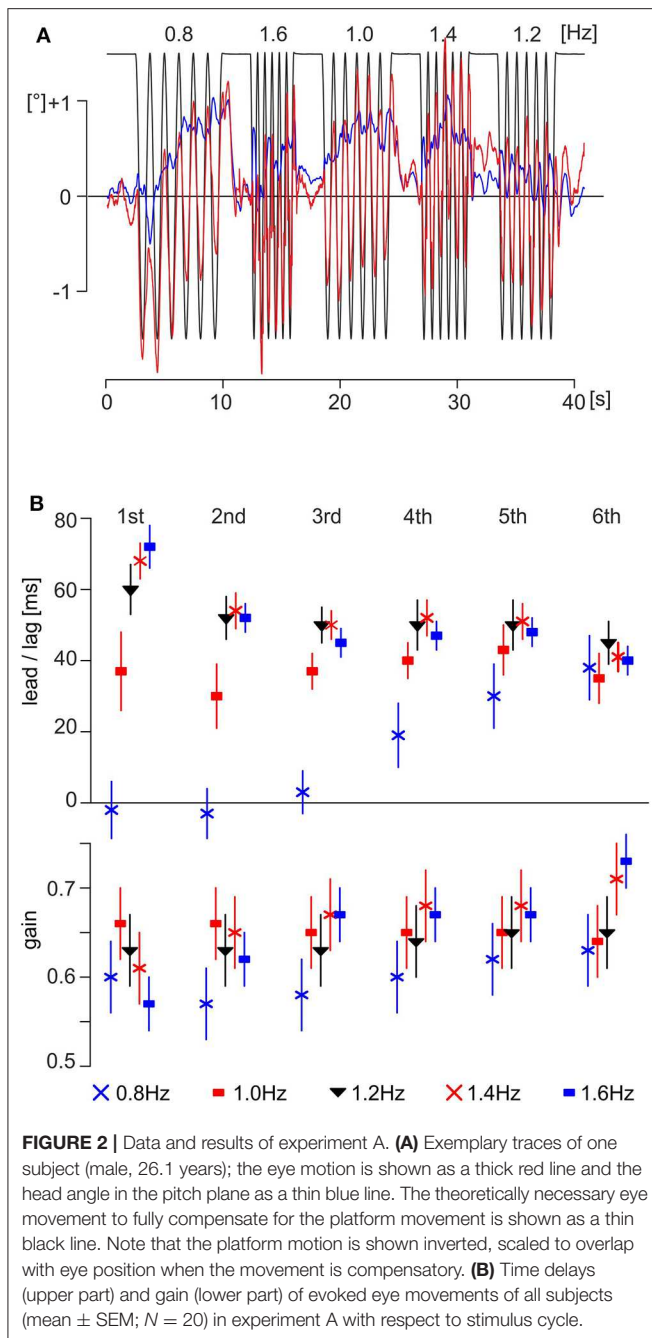 A
0.8 1.6 1.0 1.4 1.2 [Hz]
[°]+1
0
-1
0 10 20 30 40 [s]
B
1st 2nd 3rd 4th 5th 6th
80
60
40
20
0
lead / lag [ms]
0.7
0.6
0.5
gain
0.8Hz 1.0Hz 1.2Hz 1.4Hz 1.6Hz
FIGURE 2 | Data and results of experiment A. (A) Exemplary traces of one
subject (male, 26.1 years); the eye motion is shown as a thick red line and the
head angle in the pitch plane as a thin blue line. The theoretically necessary eye
movement to fully compensate for the platform movement is shown as a thin
black line. Note that the platform motion is shown inverted, scaled to overlap
with eye position when the movement is compensatory. (B) Time delays
(upper part) and gain (lower part) of evoked eye movements of all subjects
(mean ± SEM; N = 20) in experiment A with respect to stimulus cycle.